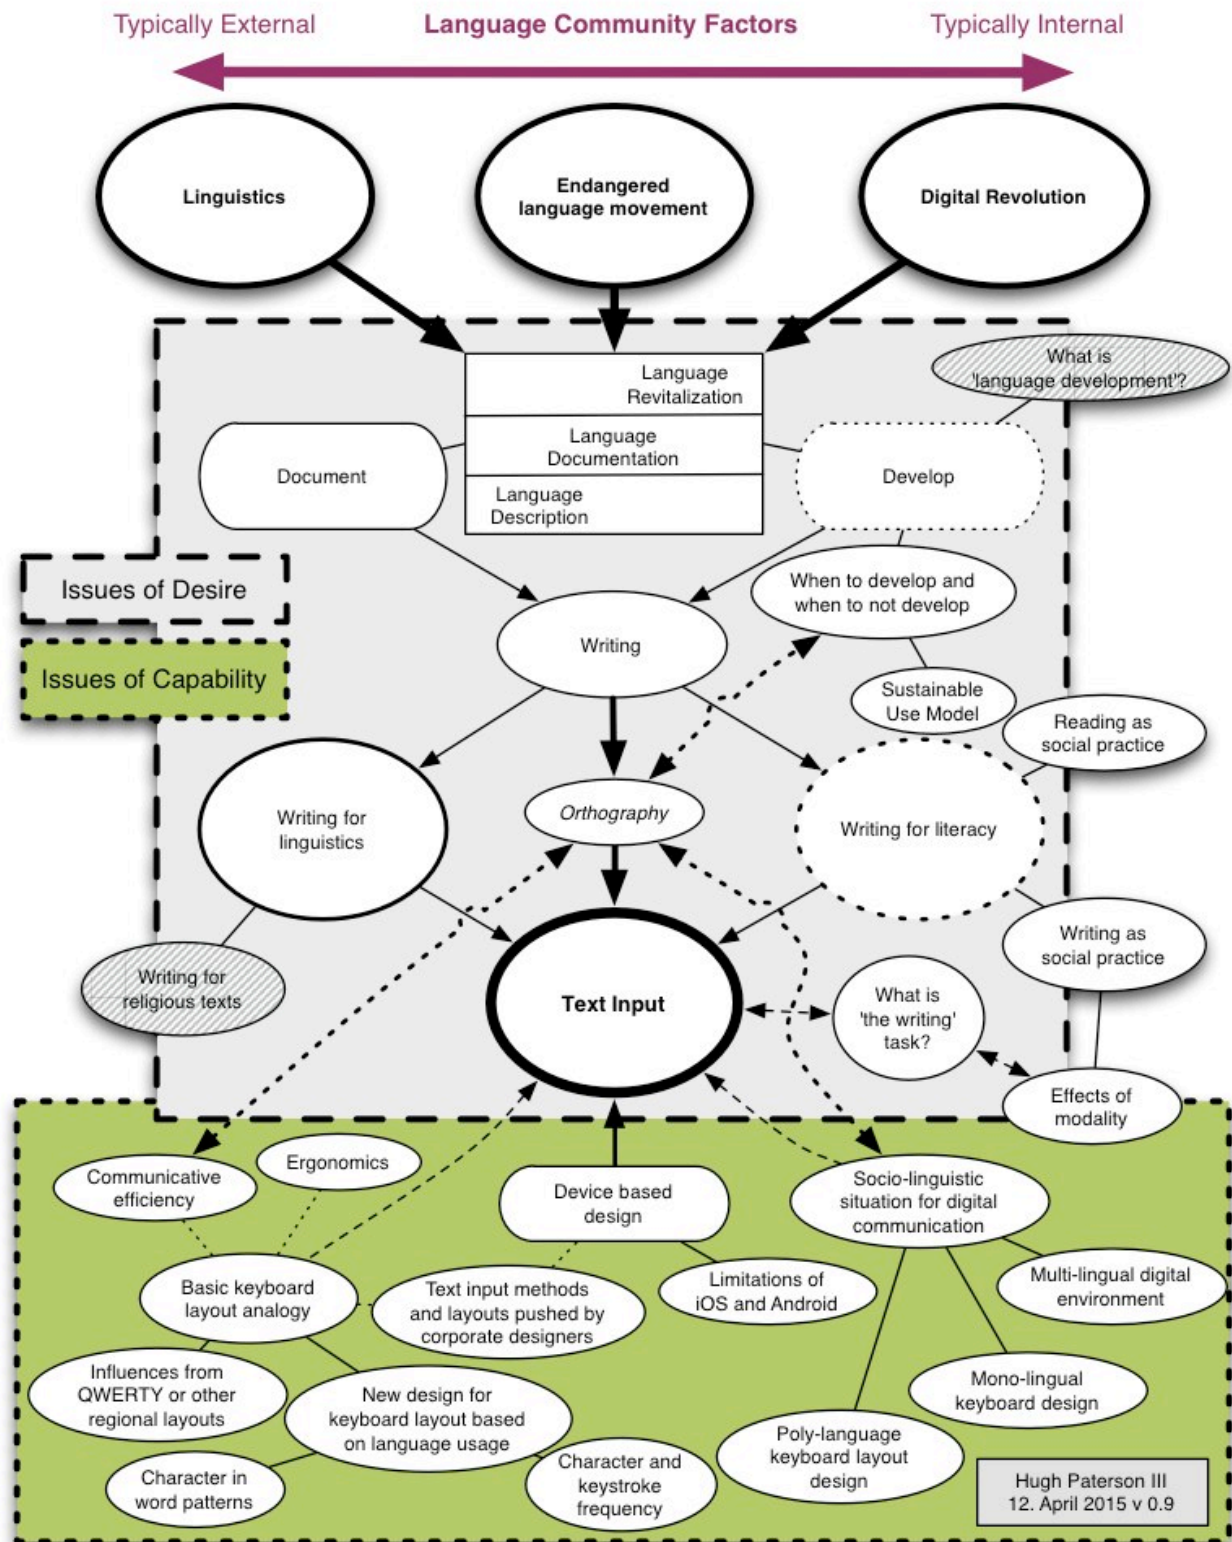 Typically External
Language Community Factors
Typically Internal
Linguistics
Endangered
language movement
Digital Revolution
Language
Revitalization
Language
Documentation
Language
Description
What is
'language development'?
Document
Develop
Issues of Desire
Issues of Capability
When to develop and
when to not develop
Writing
Sustainable
Use Model
Reading as
social practice
Writing for
linguistics
Orthography
Writing for literacy
Writing for
religious texts
Text Input
What is
'the writing'
task?
Writing as
social practice
Effects of
modality
Communicative
efficiency
Ergonomics
Device based
design
Socio-linguistic
situation for digital
communication
Basic keyboard
layout analogy
Text input methods
and layouts pushed by
corporate designers
Limitations of
iOS and Android
Multi-lingual digital
environment
Influences from
QWERTY or other
regional layouts
New design for
keyboard layout based
on language usage
Mono-lingual
keyboard design
Character in
word patterns
Character and
keystroke
frequency
Poly-language
keyboard layout
design
Hugh Paterson III
12. April 2015 v 0.9